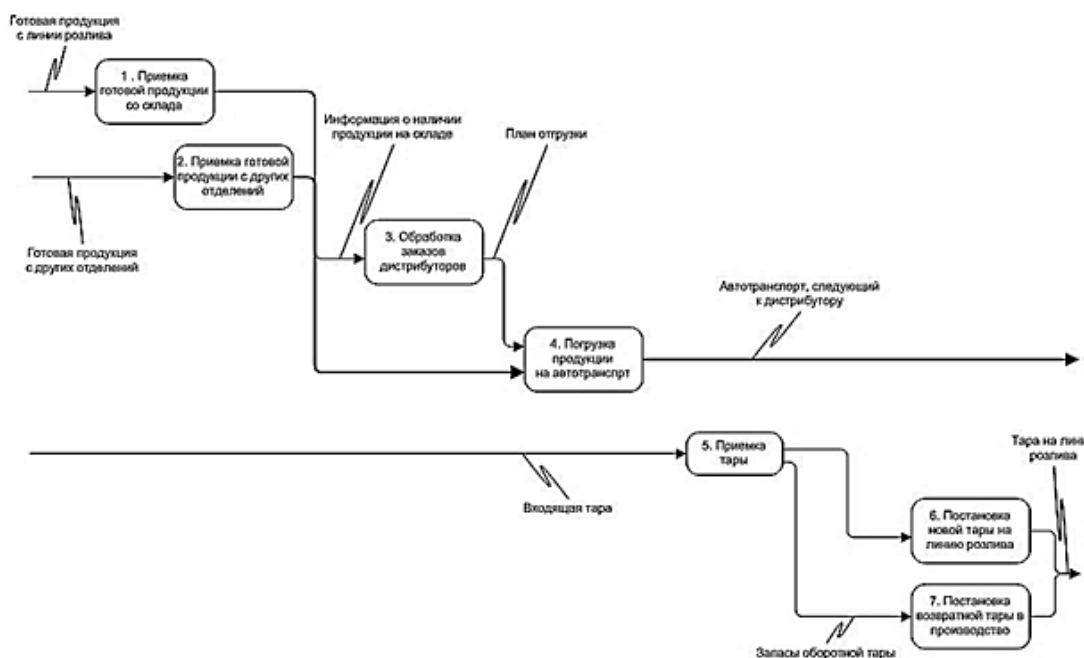 Готовая продукция
с линии розлива
1 . Приемка
готовой продукции
со склада
Информация о наличии
продукции на складе
План отгрузки
2. Приемка готовой
продукции с других
отделений
3. Обработка
заказов
дистрибуторов
Готовая продукция
с других отделений
Автотранспорт, следующий
к дистрибутору
4. Погрузка
продукции
на автотранспрт
5. Приемка
тары
Тара на лин
розлива
Входящая тара
6. Постановка
новой тары на
линию розлива
7. Постановка
возвратной тары в
производство
Запасы оборотной тары